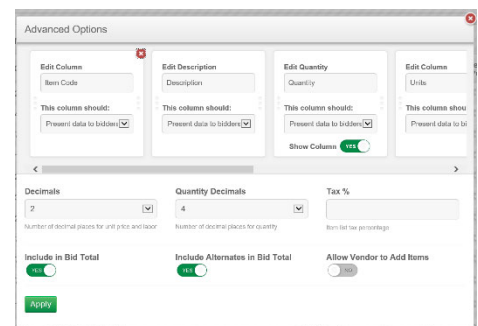 Advanced Options
Edit Column
Item Code
This column should:
Present data to bidders
Edit Description
Description
This column should:
Present data to bidders
Edit Quantity
Quantity
This column should:
Present data to bidders
Show Column YES
Edit Column
Units
This column shou
Present data to bi
Decimals
2
Number of decimal places for unit price and labor
Quantity Decimals
4
Number of decimal places for quantity
Tax %
Item list tax percentage
Include in Bid Total
YES
Include Alternates in Bid Total
YES
Allow Vendor to Add Items
NO
Apply